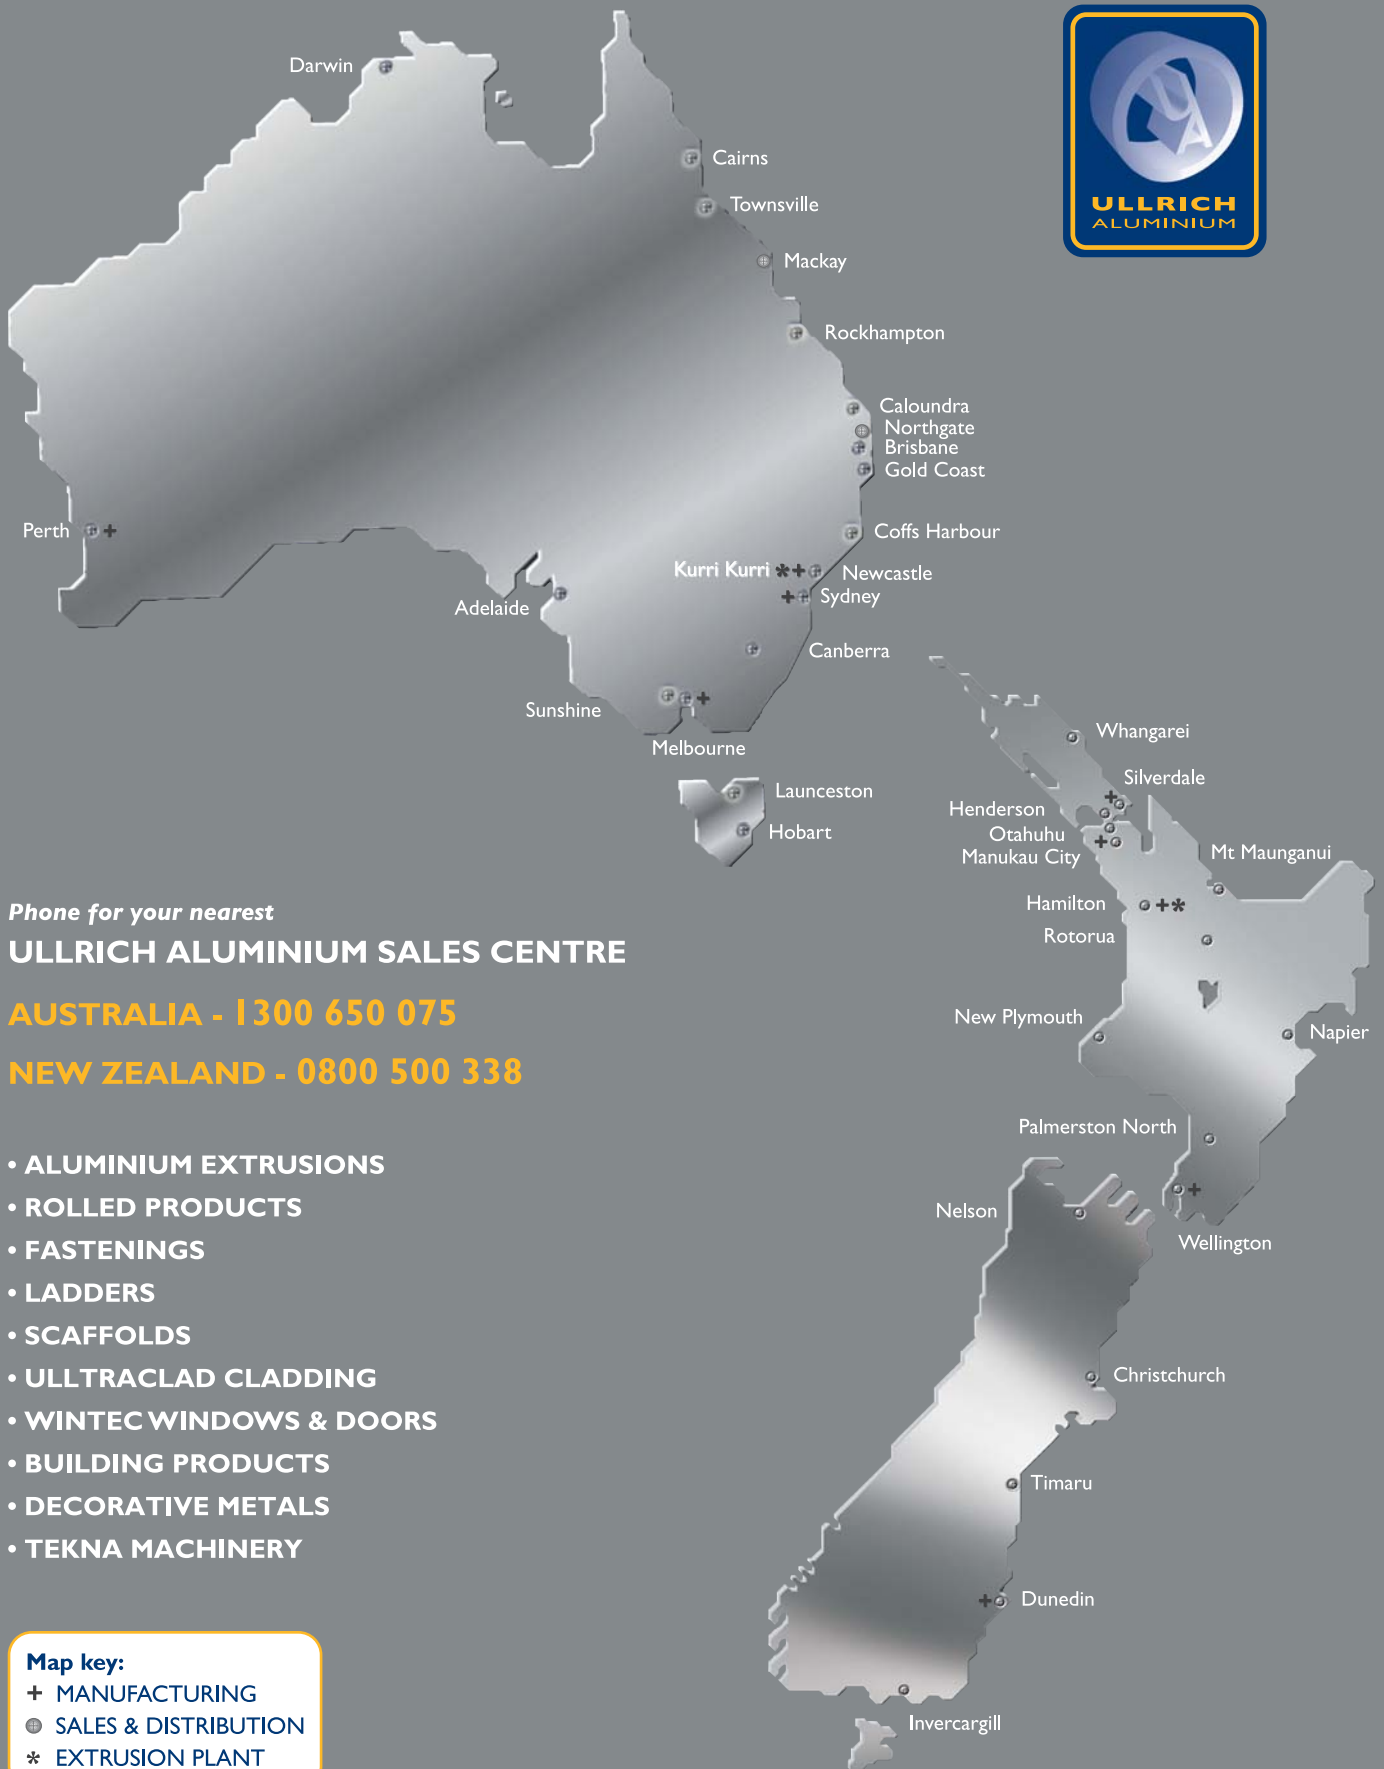 Darwin
UA
ULLRICH
ALUMINIUM
Cairns
Townsville
Mackay
Rockhampton
Caloundra
Northgate
Brisbane
Gold Coast
Perth
Coffs Harbour
Kurri Kurri
Newcastle
Adelaide
Sydney
Canberra
Sunshine
Melbourne
Launceston
Hobart
Whangarei
Silverdale
Henderson
Otahuhu
Manukau City
Mt Maunganui
Hamilton
Rotorua
New Plymouth
Napier
Palmerston North
Nelson
Wellington
Christchurch
Timaru
Dunedin
Invercargill
Phone for your nearest
ULLRICH ALUMINIUM SALES CENTRE
AUSTRALIA - 1300 650 075
NEW ZEALAND - 0800 500 338
• ALUMINIUM EXTRUSIONS
• ROLLED PRODUCTS
• FASTENINGS
• LADDERS
• SCAFFOLDS
• ULLTRACLAD CLADDING
• WINTEC WINDOWS & DOORS
• BUILDING PRODUCTS
• DECORATIVE METALS
• TEKNA MACHINERY
Map key:
+ MANUFACTURING
SALES & DISTRIBUTION
* EXTRUSION PLANT